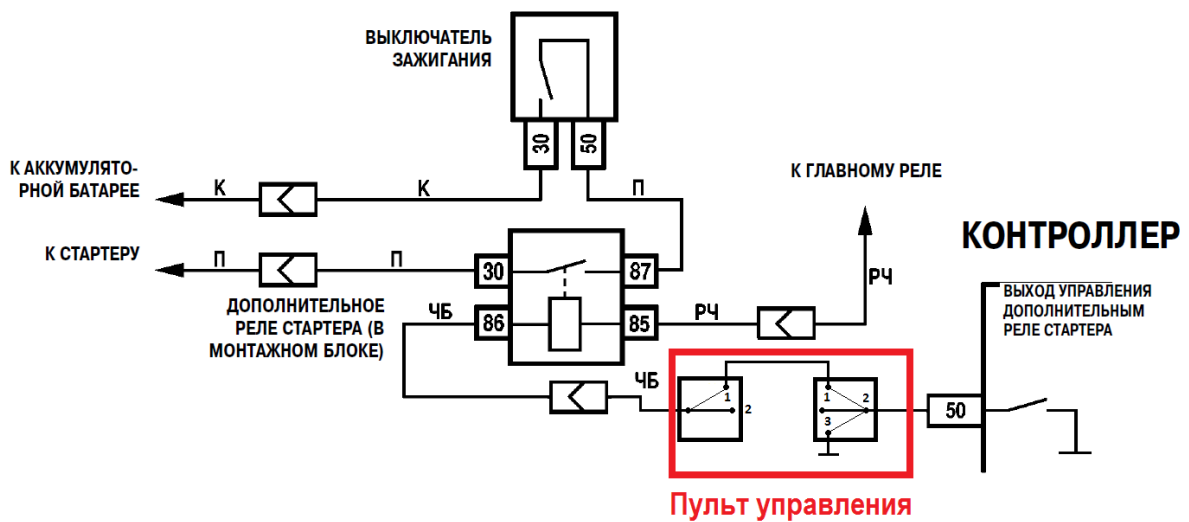 ВЫКЛЮЧАТЕЛЬ
ЗАЖИГАНИЯ
30
50
К АККУМУЛЯТО-
РНОЙ БАТАРЕЕ
К
К
П
К ГЛАВНОМУ РЕЛЕ
К СТАРТЕРУ
П
П
30
87
КОНТРОЛЛЕР
РЧ
ДОПОЛНИТЕЛЬНОЕ
РЕЛЕ СТАРТЕРА (В
МОНТАЖНОМ БЛОКЕ)
ЧБ
86
85
РЧ
ВЫХОД УПРАВЛЕНИЯ
ДОПОЛНИТЕЛЬНЫМ
РЕЛЕ СТАРТЕРА
ЧБ
1
2
1
2
3
50
Пульт управления